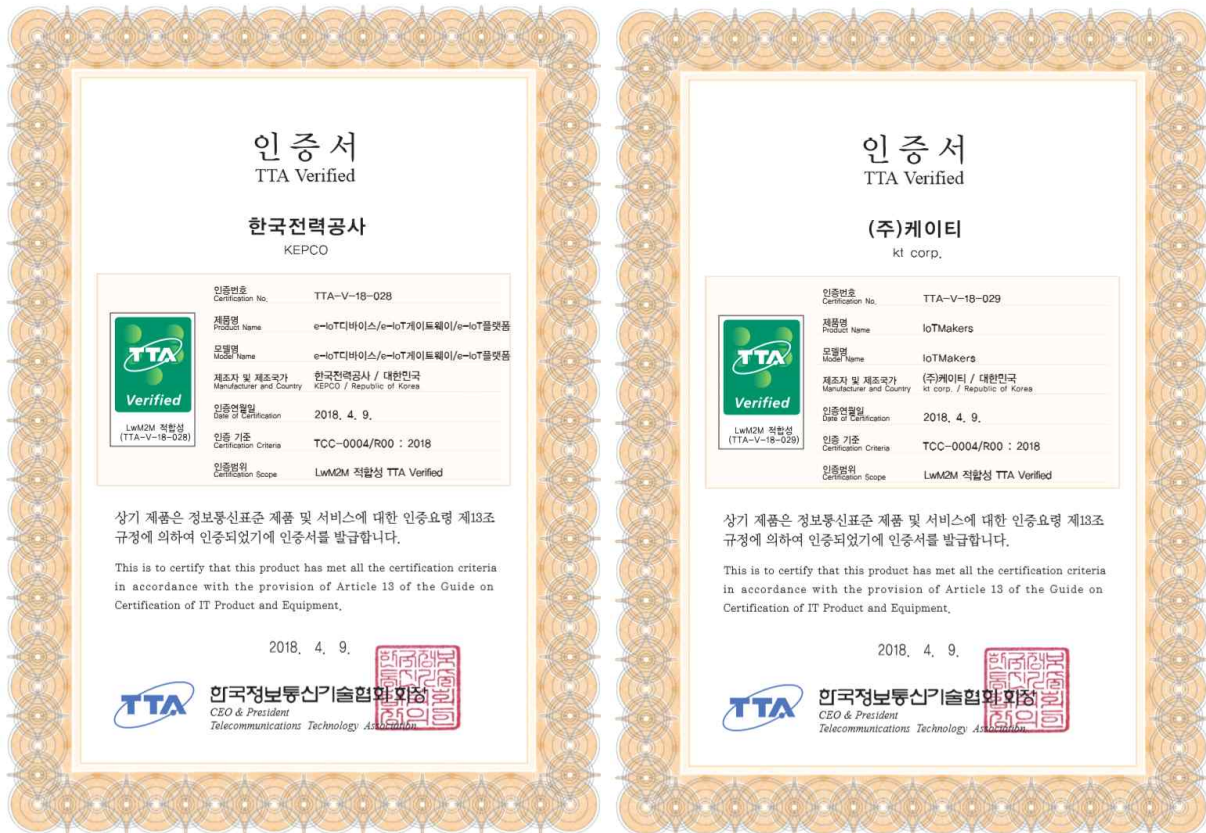 인증서
TTA Verified
한국전력공사
KEPCO
TTA
Verified
LwM2M 적합성
(TTA-V-18-028)
인증번호
Certification No.
TTA-V-18-028
제품명
Product Name
e-IoT디바이스/e-IoT게이트웨이/e-IoT플랫폼
모델명
Model Name
e-IoT디바이스/e-IoT게이트웨이/e-IoT플랫폼
제조자 및 제조국가
Manufacturer and Country
한국전력공사 / 대한민국
KEPCO / Republic of Korea
인증연월일
Date of Certification
2018. 4. 9.
인증 기준
Certification Criteria
TCC-0004/R00 : 2018
인증범위
Certification Scope
LwM2M 적합성 TTA Verified
상기 제품은 정보통신표준 제품 및 서비스에 대한 인증요령 제13조
규정에 의하여 인증되었기에 인증서를 발급합니다.
This is to certify that this product has met all the certification criteria
in accordance with the provision of Article 13 of the Guide on
Certification of IT Product and Equipment.
2018. 4. 9.
TTA
한국정보통신기술협회 회장
CEO & President
Telecommunications Technology Association
인증서
TTA Verified
(주)케이티
kt corp.
TTA
Verified
LwM2M 적합성
(TTA-V-18-029)
인증번호
Certification No.
TTA-V-18-029
제품명
Product Name
IoTMakers
모델명
Model Name
IoTMakers
제조자 및 제조국가
Manufacturer and Country
(주)케이티 / 대한민국
kt corp. / Republic of Korea
인증연월일
Date of Certification
2018. 4. 9.
인증 기준
Certification Criteria
TCC-0004/R00 : 2018
인증범위
Certification Scope
LwM2M 적합성 TTA Verified
상기 제품은 정보통신표준 제품 및 서비스에 대한 인증요령 제13조
규정에 의하여 인증되었기에 인증서를 발급합니다.
This is to certify that this product has met all the certification criteria
in accordance with the provision of Article 13 of the Guide on
Certification of IT Product and Equipment.
2018. 4. 9.
TTA
한국정보통신기술협회 회장
CEO & President
Telecommunications Technology Association